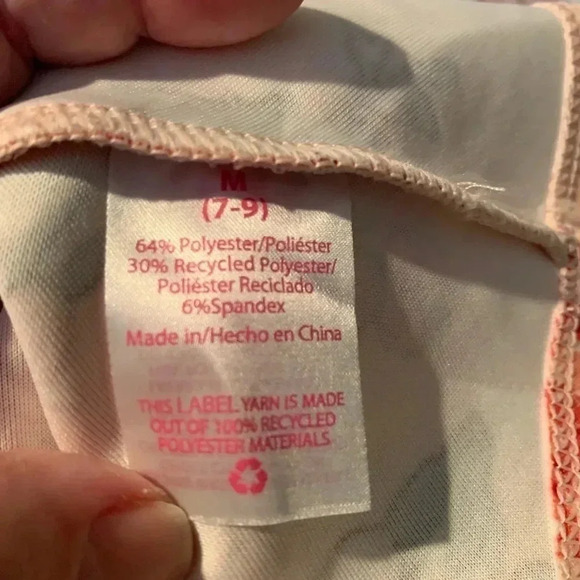 M
(7-9)
64% Polyester/Poliéster
30% Recycled Polyester/
Poliéster Reciclado
6%Spandex
Made in/Hecho en China
THIS LABEL YARN IS MADE
OUT OF 100% RECYCLED
POLYESTER MATERIALS